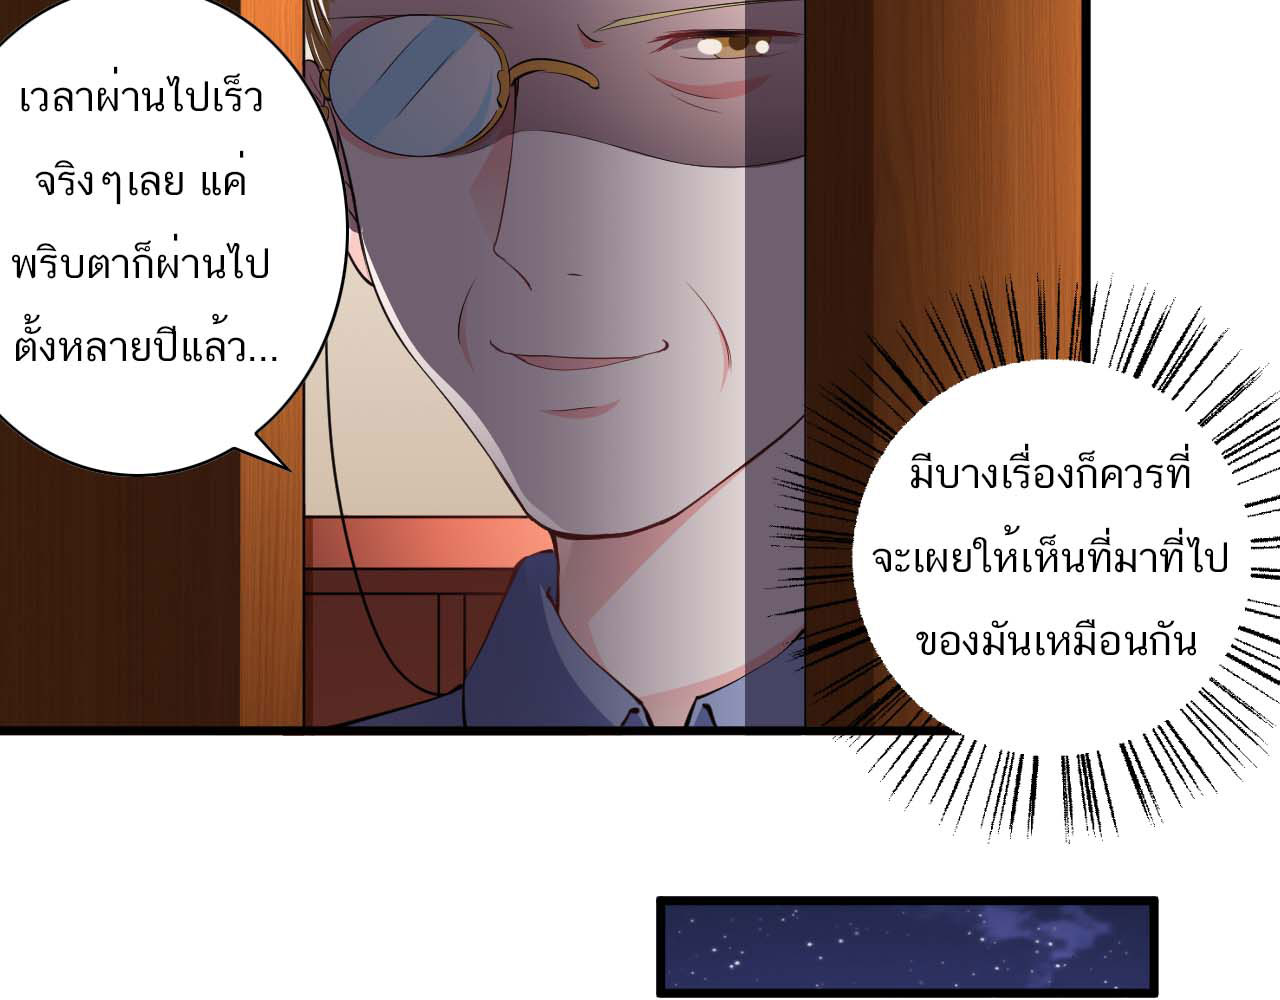 เวลาผ่านไปเร็ว
จริงๆเลย แค่
พริบตาก็ผ่านไป
ตั้งหลายปีแล้ว...
มีบางเรื่องก็ควรที่
จะเผยให้เห็นที่มาที่ไป
ของมันเหมือนกัน